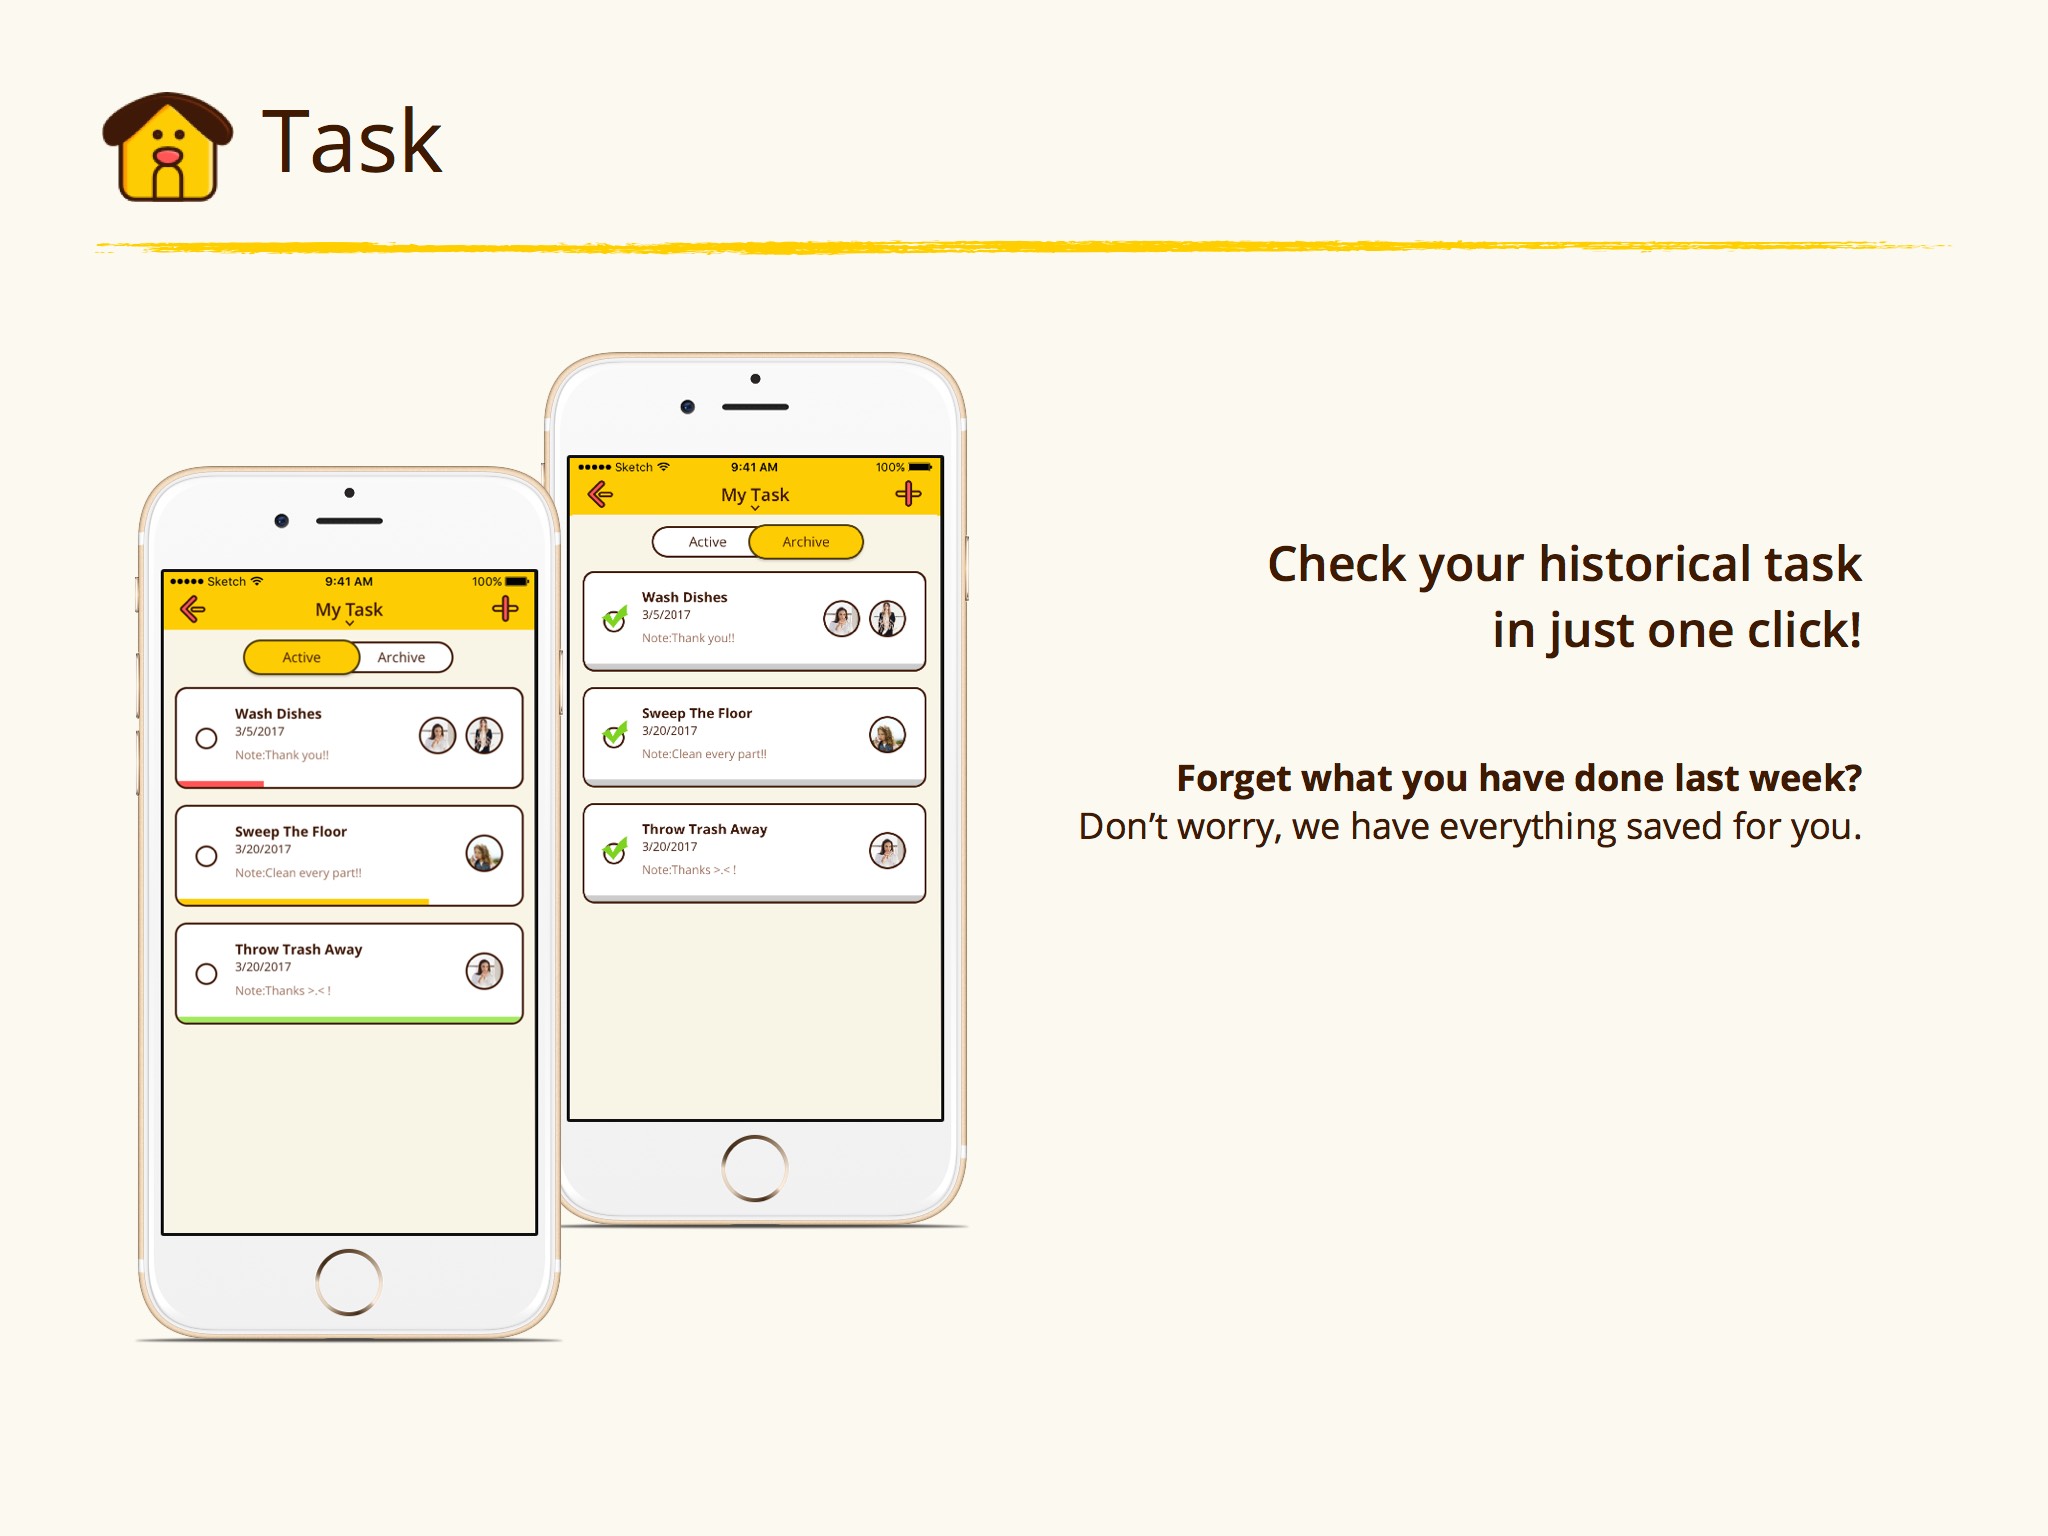 Task
Sketch 9:41 AM 100%
My Task
Active Archive
Wash Dishes
3/5/2017
Note:Thank you!!
Sweep The Floor
3/20/2017
Note:Clean every part!!
Throw Trash Away
3/20/2017
Note:Thanks >.< !
Sketch 9:41 AM 100%
My Task
Active Archive
Wash Dishes
3/5/2017
Note:Thank you!!
Sweep The Floor
3/20/2017
Note:Clean every part!!
Throw Trash Away
3/20/2017
Note:Thanks >.< !
Check your historical task
in just one click!
Forget what you have done last week?
Don’t worry, we have everything saved for you.